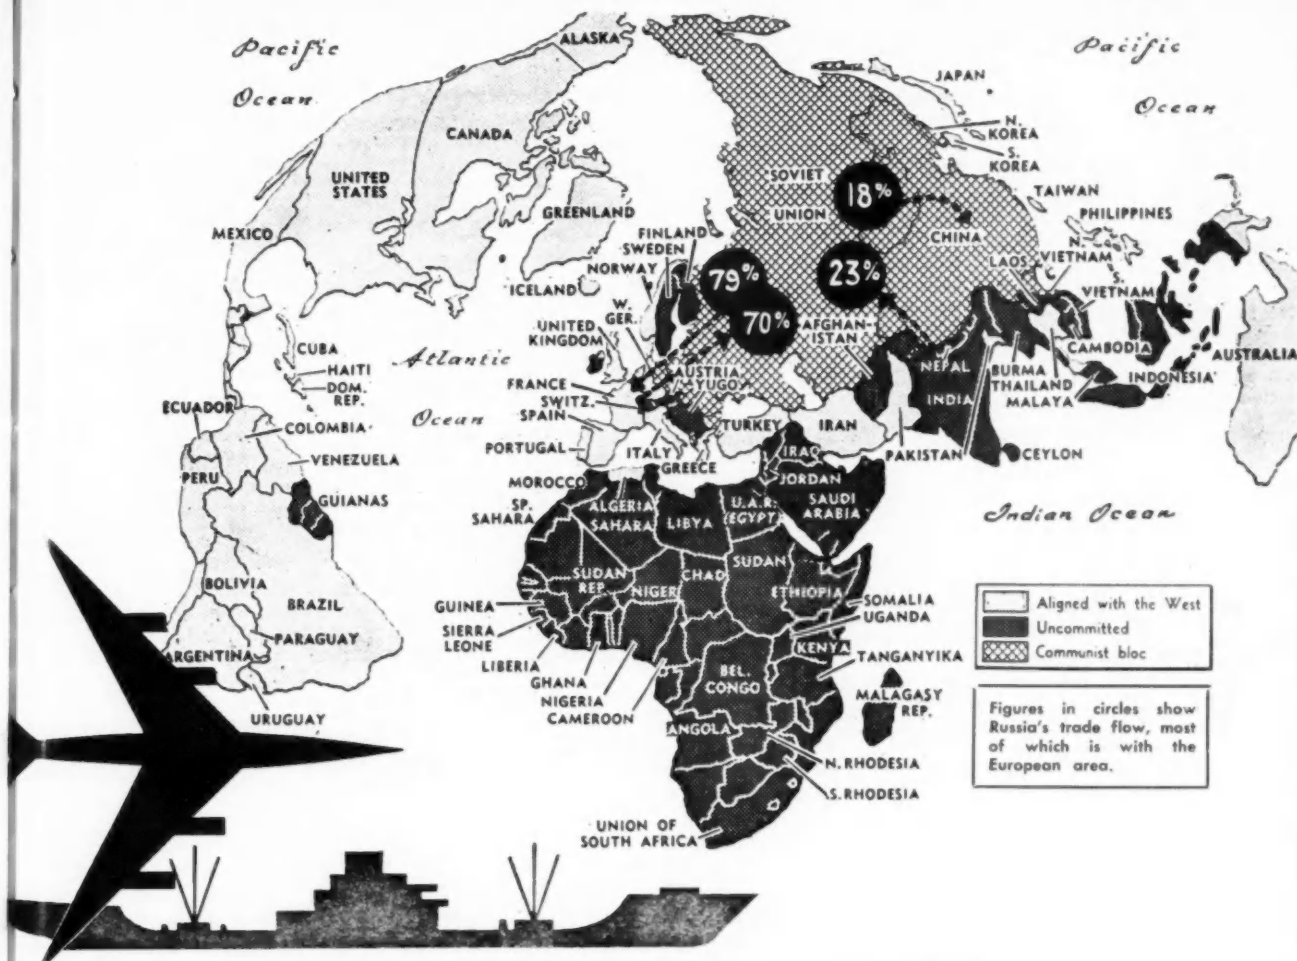 Pacific
Ocean
ALASKA
CANADA
UNITED
STATES
MEXICO
GREENLAND
ICELAND
FINLAND
SWEDEN
NORWAY
W.
GER.
UNITED
KINGDOM
FRANCE
SWITZ.
SPAIN
PORTUGAL
ITALY
GREECE
AUSTRIA
YUGO.
Atlantic
Ocean
CUBA
HAITI
DOM.
REP.
ECUADOR
COLOMBIA
VENEZUELA
PERU
GUIANAS
BOLIVIA
BRAZIL
PARAGUAY
ARGENTINA
URUGUAY
SOVIET
UNION
18%
23%
79%
70%
CHINA
Pacific
Ocean
JAPAN
N.
KOREA
S.
KOREA
TAIWAN
PHILIPPINES
LAOS
N.
VIETNAM
S.
VIETNAM
CAMBODIA
AFGHAN-
ISTAN
NEPAL
INDIA
BURMA
THAILAND
MALAYA
INDONESIA
AUSTRALIA
TURKEY
IRAN
PAKISTAN
CEYLON
IRAQ
JORDAN
SAUDI
ARABIA
Indian Ocean
MOROCCO
SP.
SAHARA
ALGERIA
SAHARA
LIBYA
U.A.R.
(EGYPT)
SUDAN
REP.
NIGER
CHAD
SUDAN
ETHIOPIA
GUINEA
SIERRA
LEONE
LIBERIA
GHANA
NIGERIA
CAMEROON
SOMALIA
UGANDA
KENYA
TANGANYIKA
BEL.
CONGO
MALAGASY
REP.
ANGOLA
N. RHODESIA
S. RHODESIA
UNION OF
SOUTH AFRICA
Aligned with the West
Uncommitted
Communist bloc
Figures in circles show
Russia's trade flow, most
of which is with the
European area.